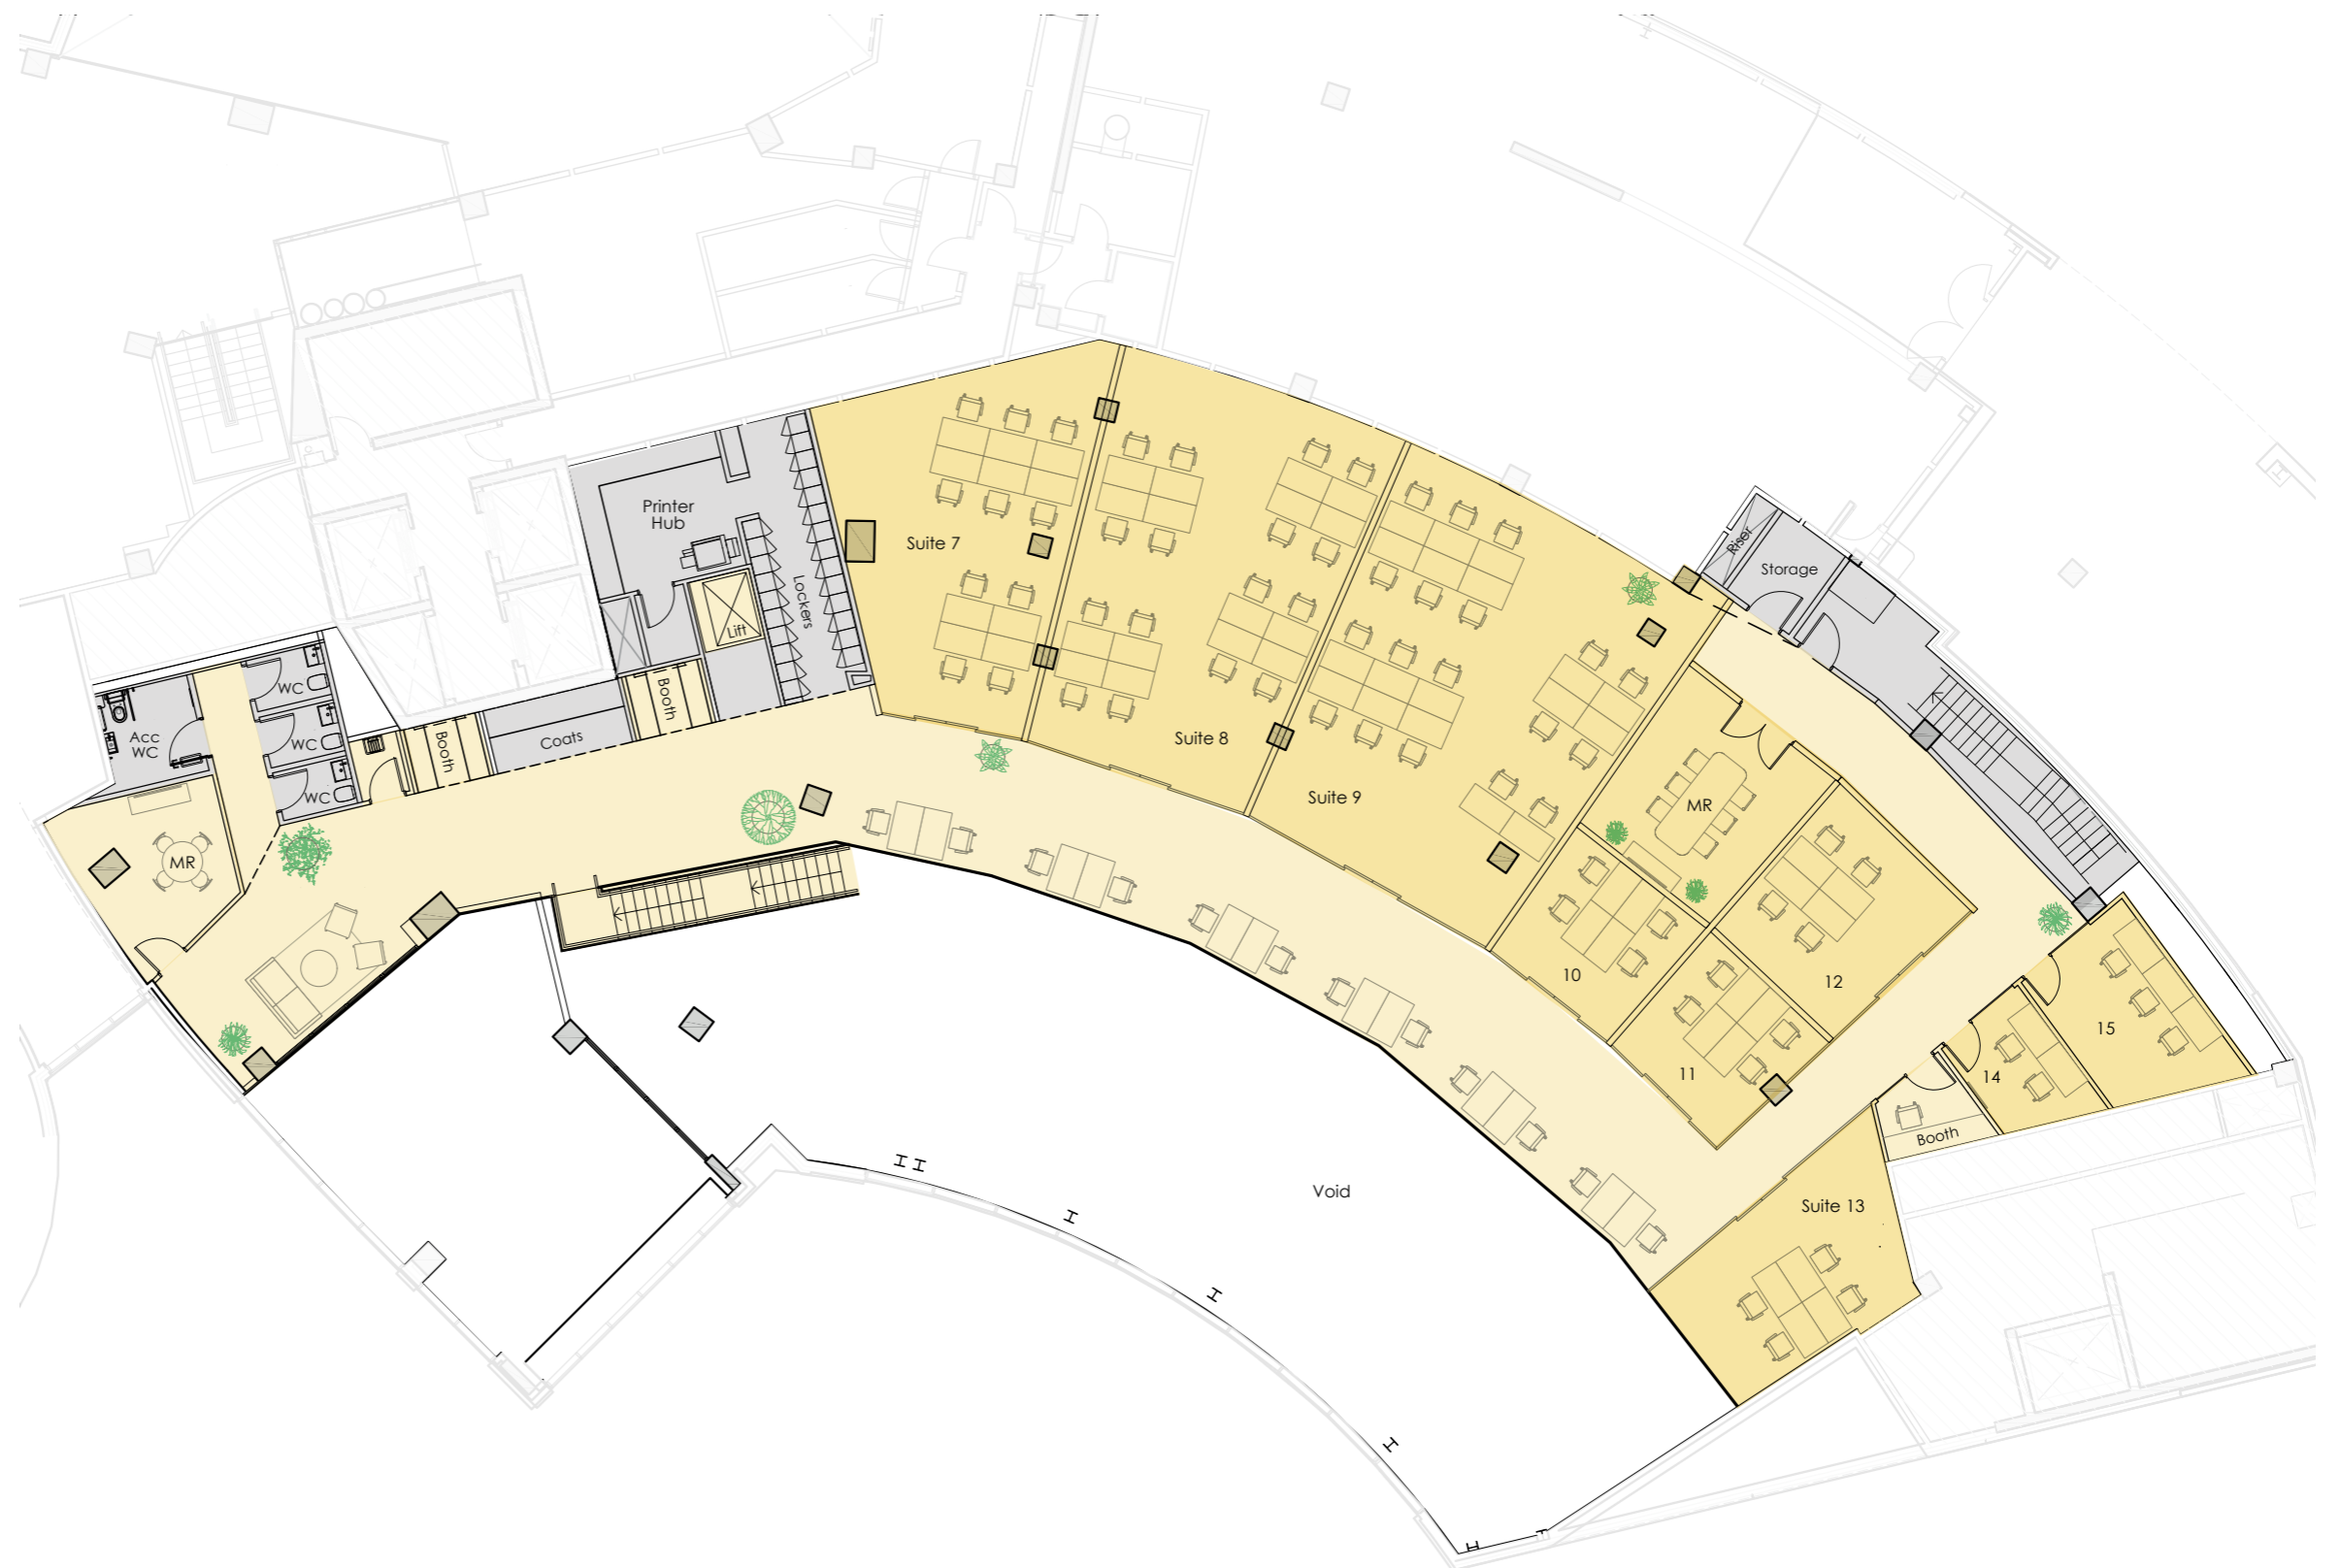 Printer
Hub
Suite 7
Lockers
Lift
Riser
Storage
WC
Booth
Acc
WC
WC
Booth
Coats
Suite 8
WC
Suite 9
MR
MR
10
12
15
11
14
Booth
Void
Suite 13